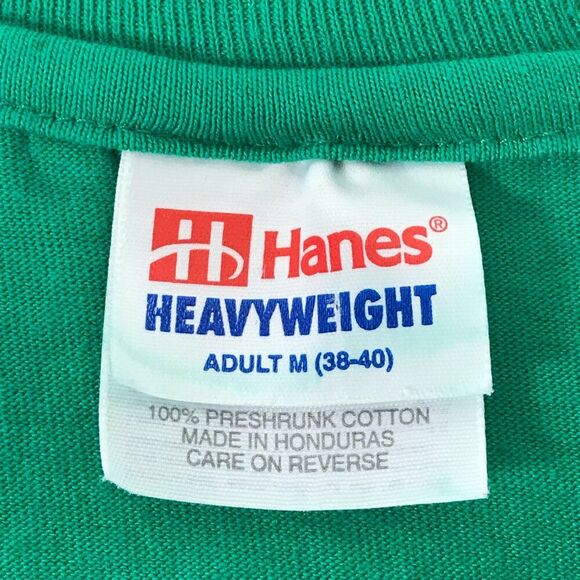 H Hanes®
HEAVYWEIGHT
ADULT M (38-40)
100% PRESHRUNK COTTON
MADE IN HONDURAS
CARE ON REVERSE